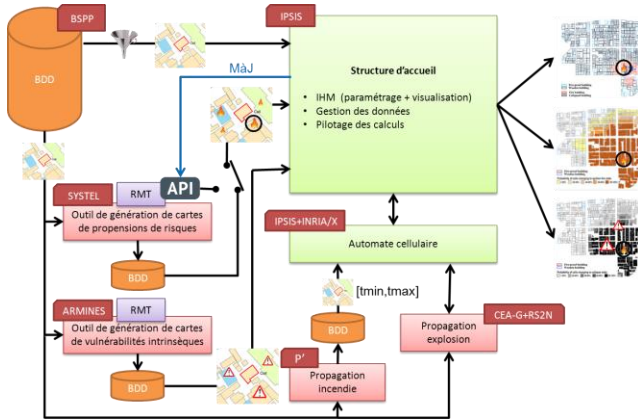 BSPP
BDD
IPSIS
Structure d'accueil
• IHM (paramétrage + visualisation)
• Gestion des données
• Pilotage des calculs
MàJ
SYSTEL
RMT
API
Outil de génération de cartes
de propensions de risques
BDD
IPSIS+INRIA/X
Automate cellulaire
[tmin,tmax]
ARMINES
RMT
Outil de génération de cartes
de vulnérabilités intrinsèques
BDD
BDD
P'
Propagation
incendie
CEA-G+RS2N
Propagation
explosion